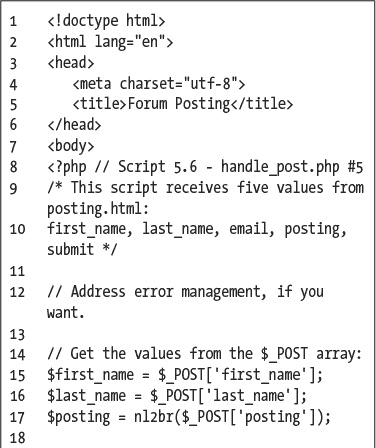 1 <!doctype html>
2 <html lang="en">
3 <head>
4 <meta charset="utf-8">
5 <title>Forum Posting</title>
6 </head>
7 <body>
8 <?php // Script 5.6 - handle_post.php #5
9 /* This script receives five values from
posting.html:
10 first_name, last_name, email, posting,
submit */
11
12 // Address error management, if you
want.
13
14 // Get the values from the $_POST array:
15 $first_name = $_POST['first_name'];
16 $last_name = $_POST['last_name'];
17 $posting = nl2br($_POST['posting']);
18